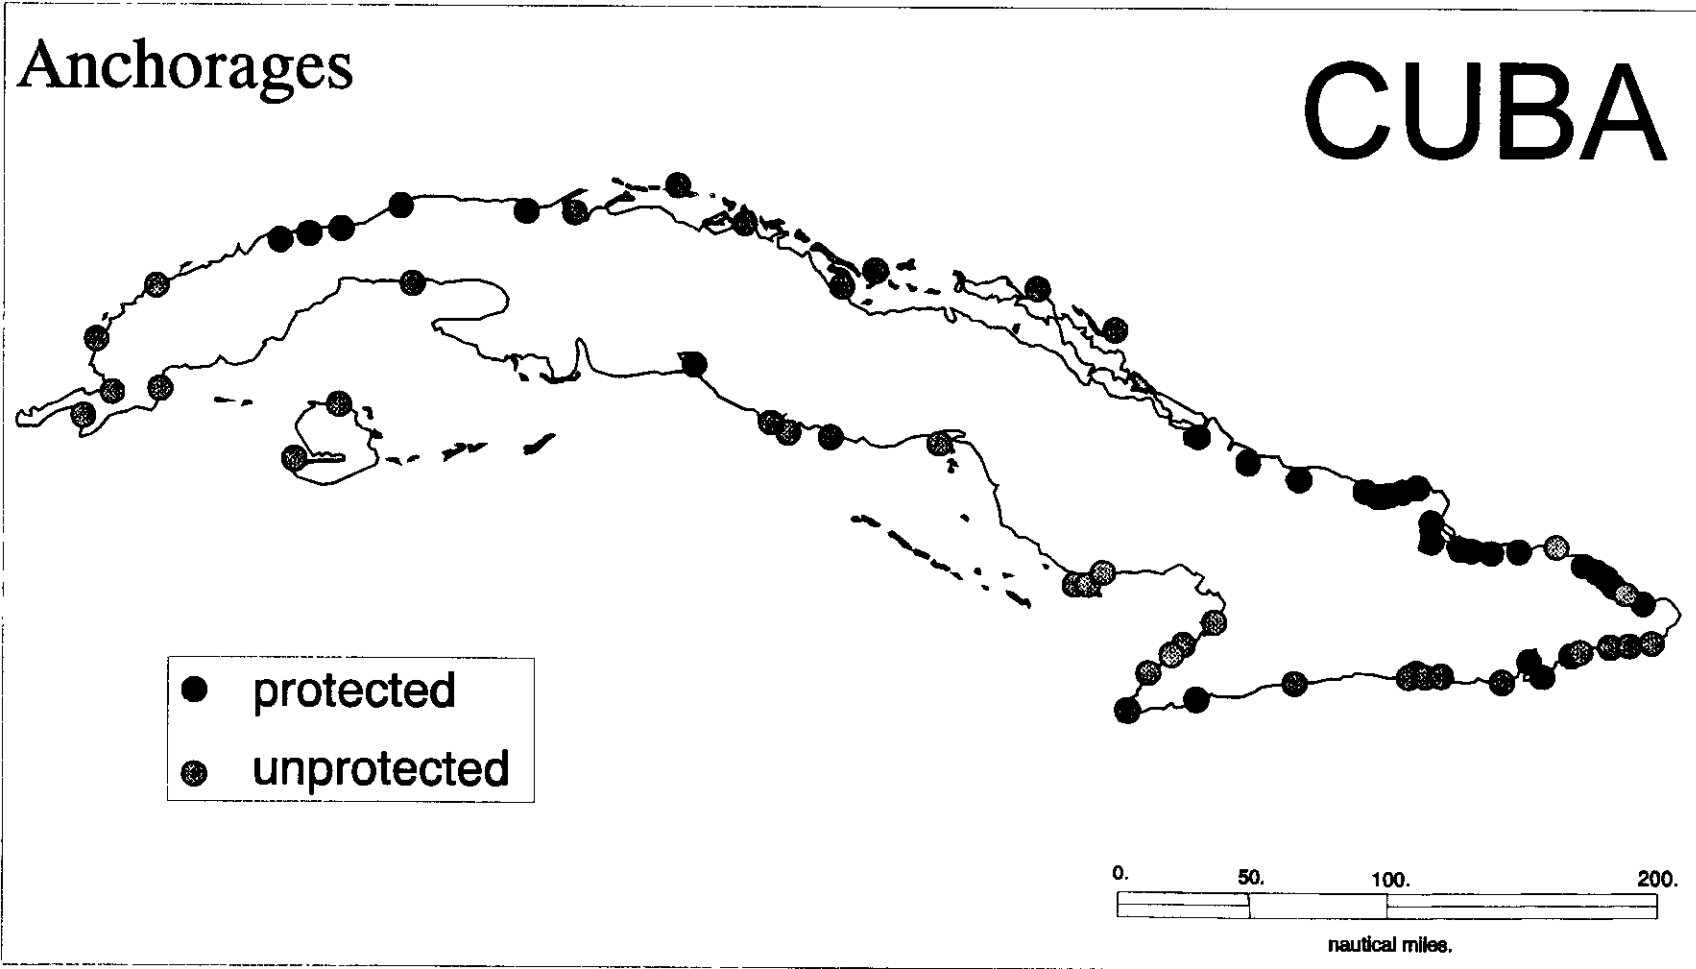 Anchorages
CUBA
protected
unprotected
0. 50. 100. 200.
nautical miles.